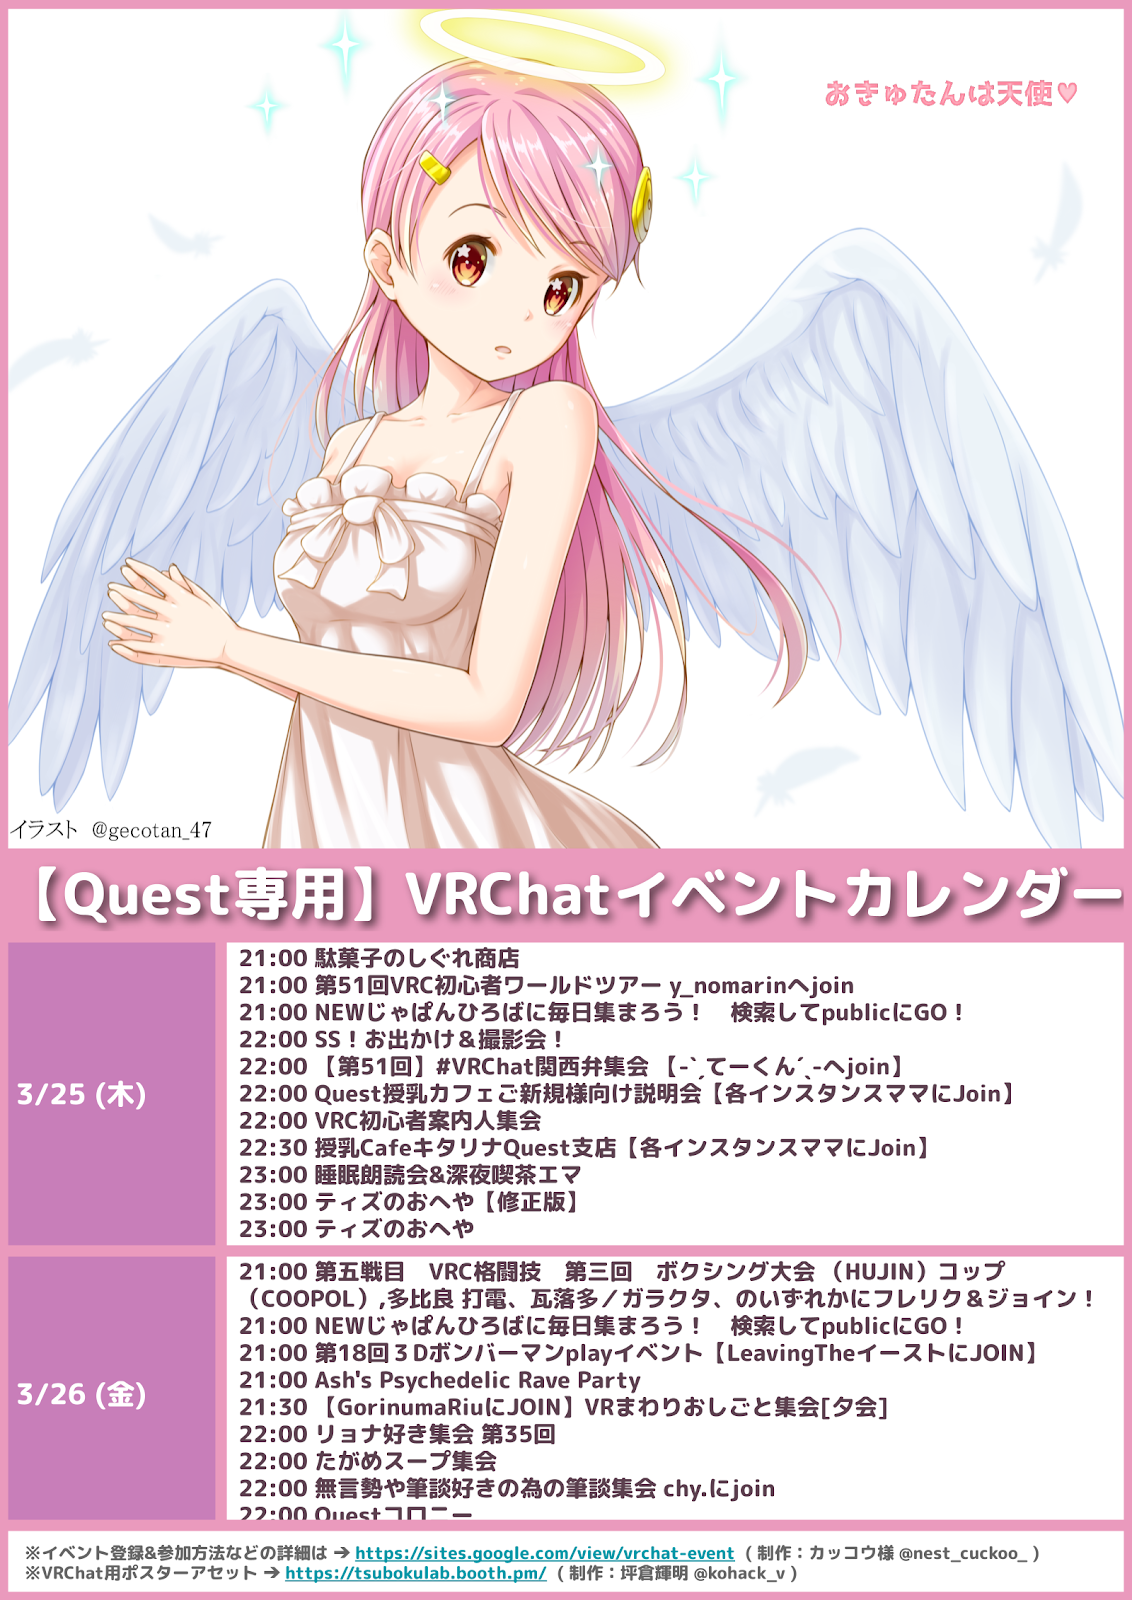 おきゅたんは天使♥
イラスト @gecotan_47
【Quest専用】VRChatイベントカレンダー
3/25 (木)
21:00 駄菓子のしぐれ商店
21:00 第51回VRC初心者ワールドツアー y_nomarinへjoin
21:00 NEWじゃぱんひろばに毎日集まろう！　検索してpublicにGO！
22:00 SS！お出かけ＆撮影会！
22:00 【第51回】#VRChat関西弁集会 【-ˋˏてーくんˊˎ-へjoin】
22:00 Quest授乳カフェご新規様向け説明会【各インスタンスママにJoin】
22:00 VRC初心者案内人集会
22:30 授乳CafeキタリナQuest支店【各インスタンスママにJoin】
23:00 睡眠朗読会&深夜喫茶エマ
23:00 ティズのおへや【修正版】
23:00 ティズのおへや
3/26 (金)
21:00 第五戦目　VRC格闘技　第三回　ボクシング大会 （HUJIN）コップ
（COOPOL）,多比良 打電、瓦落多／ガラクタ、のいずれかにフレリク＆ジョイン！
21:00 NEWじゃぱんひろばに毎日集まろう！　検索してpublicにGO！
21:00 第18回３Dボンバーマンplayイベント【LeavingTheイーストにJOIN】
21:00 Ash's Psychedelic Rave Party
21:30 【GorinumaRiuにJOIN】VRまわりおしごと集会[夕会]
22:00 リョナ好き集会 第35回
22:00 たがめスープ集会
22:00 無言勢や筆談好きの為の筆談集会 chy.にjoin
22:00 Questコロニー
※イベント登録&参加方法などの詳細は → https://sites.google.com/view/vrchat-event ( 制作：カッコウ様 @nest_cuckoo_ )
※VRChat用ポスターアセット → https://tsubokulab.booth.pm/ ( 制作：坪倉輝明 @kohack_v )